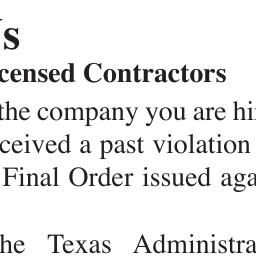 s
censed Contractors
the company you are hi
ceived a past violation
Final Order issued aga
he Texas Administra